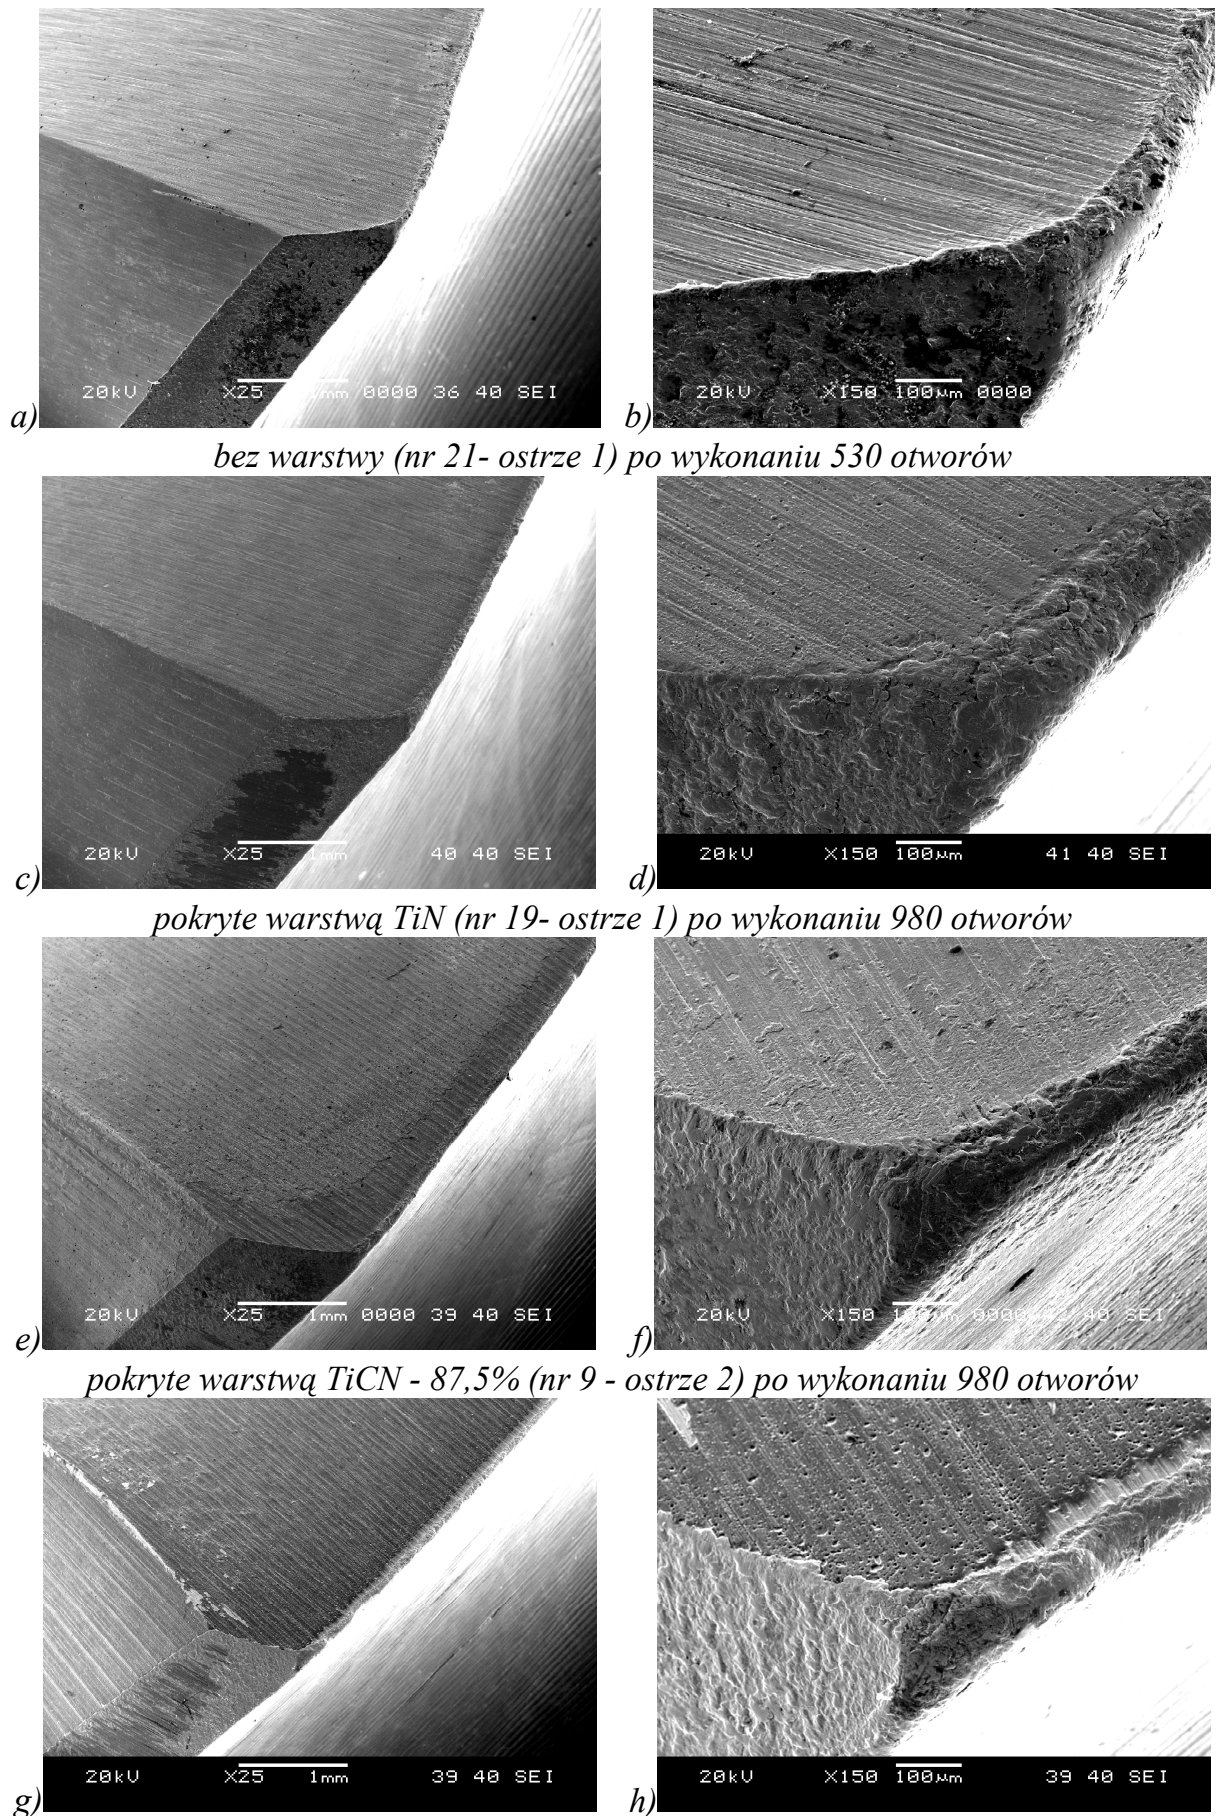 20kV X25 1mm 0000 36 40 SEI
20kV X150 100µm 0000
a) b)
bez warstwy (nr 21- ostrze 1) po wykonaniu 530 otworów
20kV X25 1mm 40 40 SEI
20kV X150 100µm 41 40 SEI
c) d)
pokryte warstwą TiN (nr 19- ostrze 1) po wykonaniu 980 otworów
20kV X25 1mm 0000 39 40 SEI
20kV X150 100µm 40 SEI
e) f)
pokryte warstwą TiCN - 87,5% (nr 9 - ostrze 2) po wykonaniu 980 otworów
20kV X25 1mm 39 40 SEI
20kV X150 100µm 39 40 SEI
g) h)